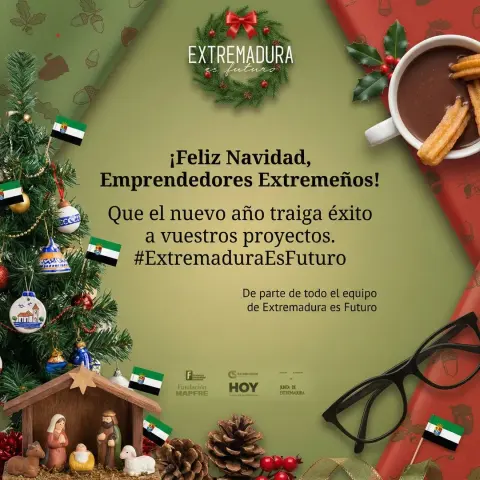 EXTREMADURA
es futuro
¡Feliz Navidad,
Emprendedores Extremeños!
Que el nuevo año traiga éxito
a vuestros proyectos.
#ExtremaduraEsFuturo
De parte de todo el equipo
de Extremadura es Futuro
Fundación
MAPFRE
HOY